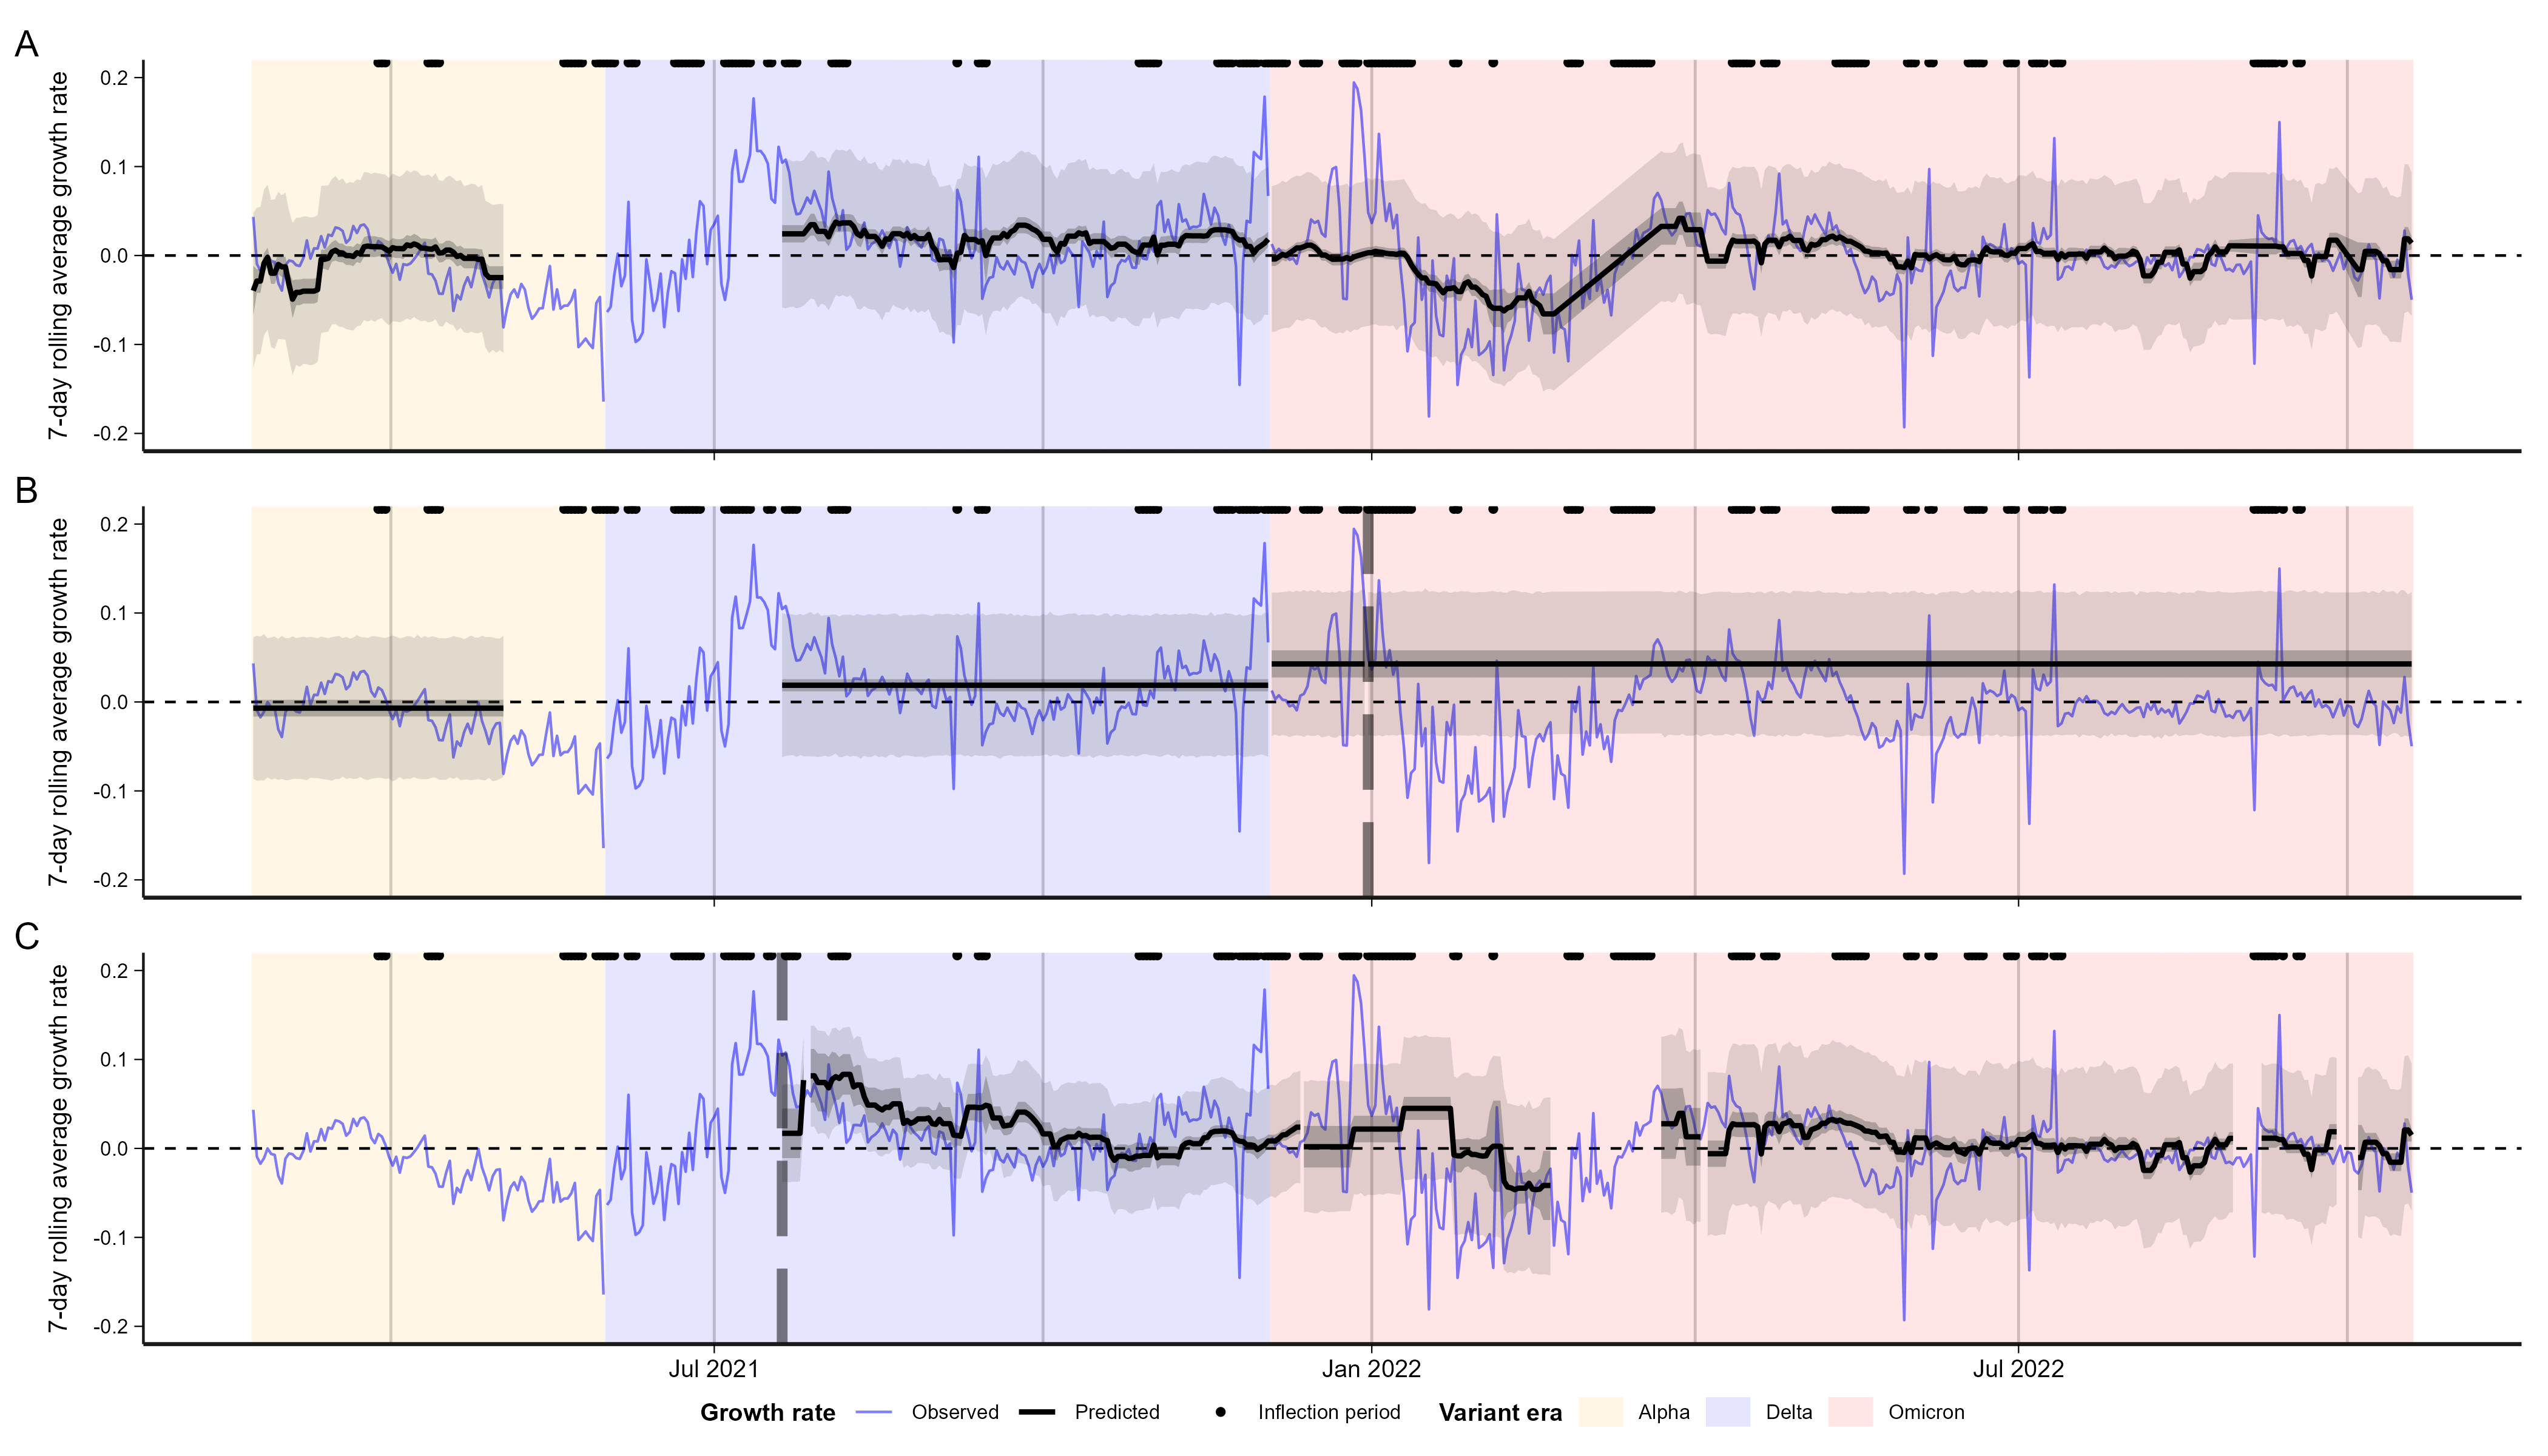 A
7-day rolling average growth rate
0.2
0.1
0.0
-0.1
-0.2
B
7-day rolling average growth rate
0.2
0.1
0.0
-0.1
-0.2
C
7-day rolling average growth rate
0.2
0.1
0.0
-0.1
-0.2
Jul 2021 Jan 2022 Jul 2022
Growth rate Observed Predicted Inflection period Variant era Alpha Delta Omicron